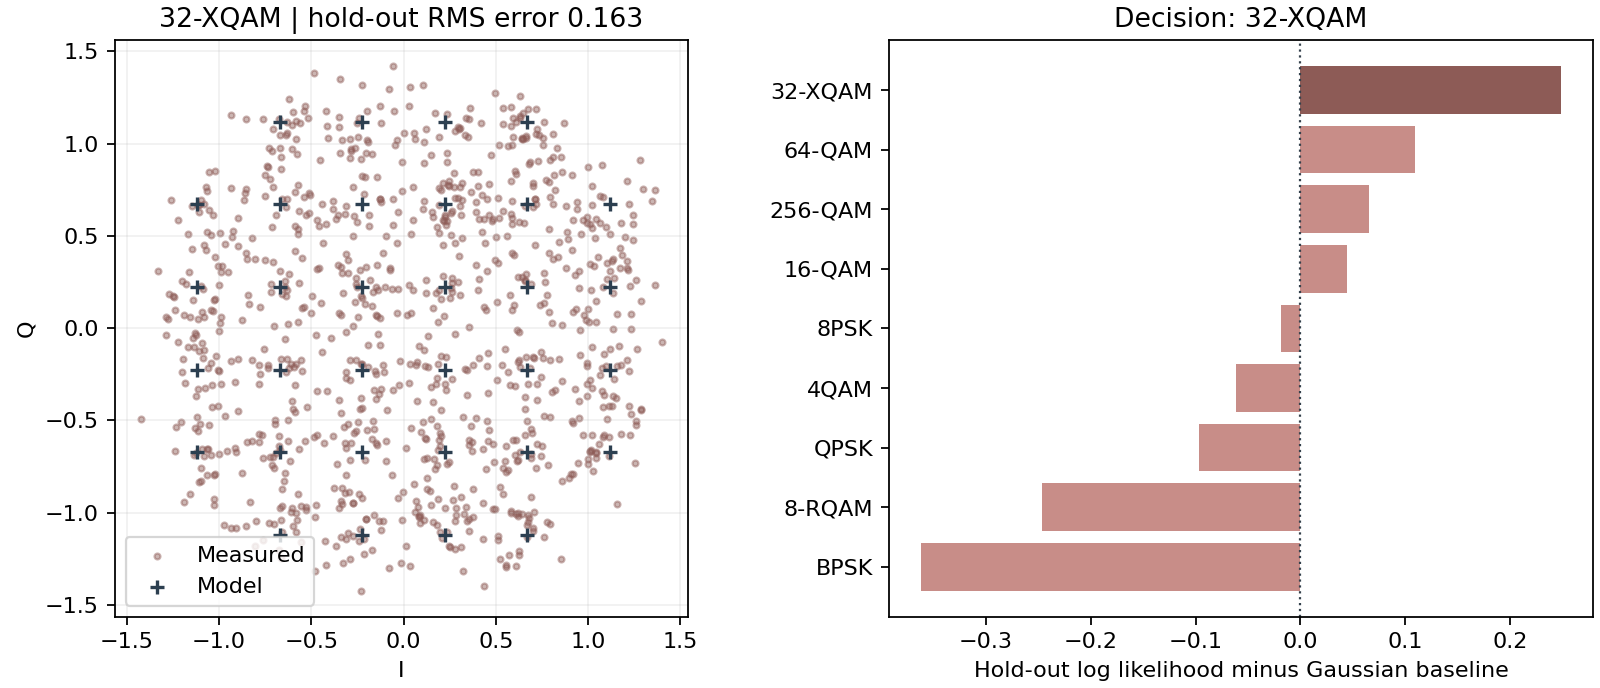 32-XQAM | hold-out RMS error 0.163
1.5
1.0
0.5
0.0
−0.5
−1.0
−1.5
Q
Measured
Model
−1.5
−1.0
−0.5
0.0
0.5
1.0
1.5
I
Decision: 32-XQAM
32-XQAM
64-QAM
256-QAM
16-QAM
8PSK
4QAM
QPSK
8-RQAM
BPSK
−0.3
−0.2
−0.1
0.0
0.1
0.2
Hold-out log likelihood minus Gaussian baseline